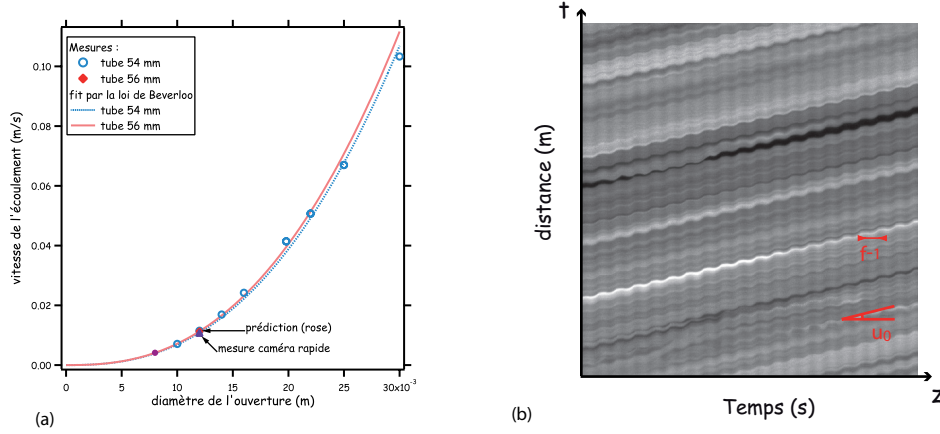 Mesures :
tube 54 mm
tube 56 mm
fit par la loi de Beverloo
tube 54 mm
tube 56 mm
vitesse de l'écoulement (m/s)
0.10
0.08
0.06
0.04
0.02
0.00
prédiction (rose)
mesure caméra rapide
0 5 10 15 20 25 30x10⁻³
diamètre de l'ouverture (m)
(a)
t
distance (m)
f⁻¹
u₀
z
Temps (s)
(b)